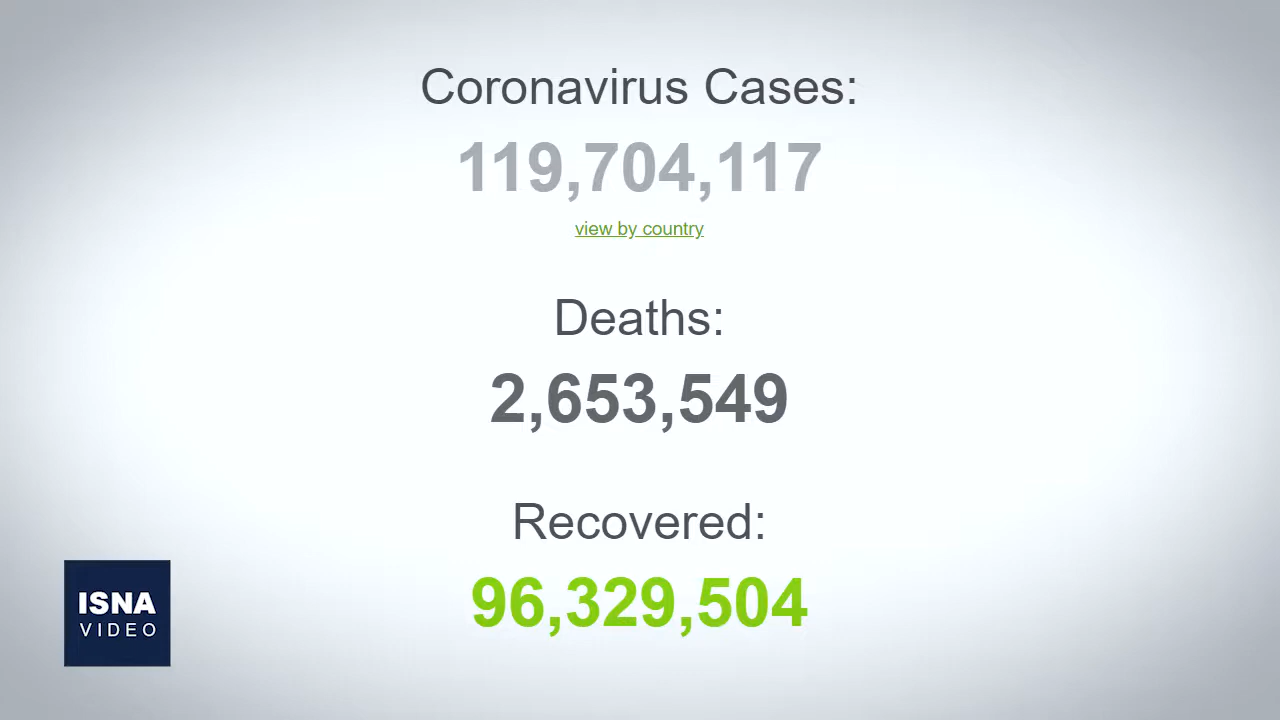 Coronavirus Cases:
119,704,117
view by country
Deaths:
2,653,549
Recovered:
96,329,504
ISNA
VIDEO